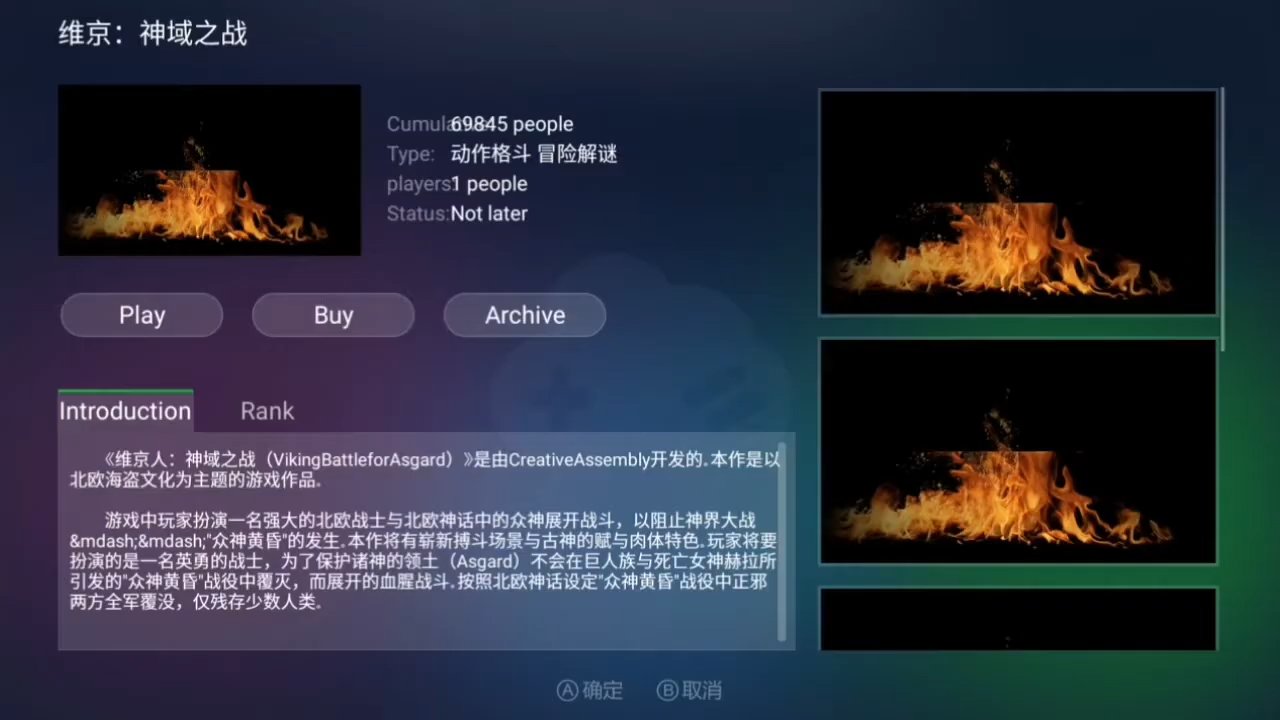 维京：神域之战
Cumulative: 69845 people
Type: 动作格斗 冒险解谜
players: 1 people
Status: Not later
Play Buy Archive
Introduction Rank
《维京人：神域之战（VikingBattleforAsgard）》是由CreativeAssembly开发的。本作是以
北欧海盗文化为主题的游戏作品。
游戏中玩家扮演一名强大的北欧战士与北欧神话中的众神展开战斗，以阻止神界大战
&mdash;&mdash;"众神黄昏"的发生。本作将有崭新搏斗场景与古神的赋与肉体特色。玩家将要
扮演的是一名英勇的战士，为了保护诸神的领土（Asgard）不会在巨人族与死亡女神赫拉所
引发的"众神黄昏"战役中覆灭，而展开的血腥战斗。按照北欧神话设定"众神黄昏"战役中正邪
两方全军覆没，仅残存少数人类。
Ⓐ确定 Ⓑ取消